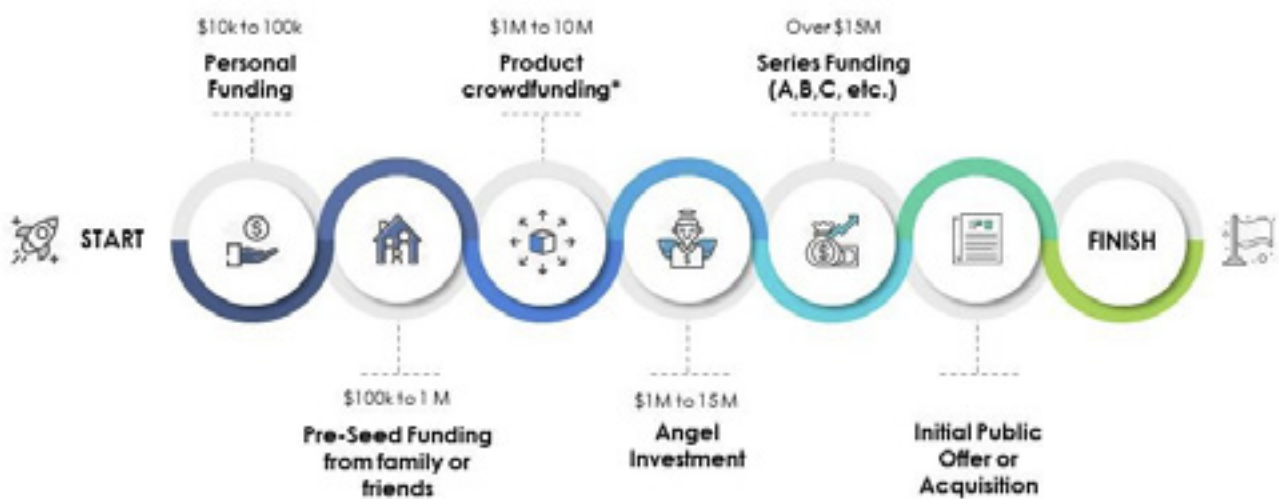 $10k to 100k
Personal
Funding
$1M to 10M
Product
crowdfunding*
Over $15M
Series Funding
(A,B,C, etc.)
START
FINISH
$100k to 1 M
Pre-Seed Funding
from family or
friends
$1M to 15M
Angel
Investment
Initial Public
Offer or
Acquisition